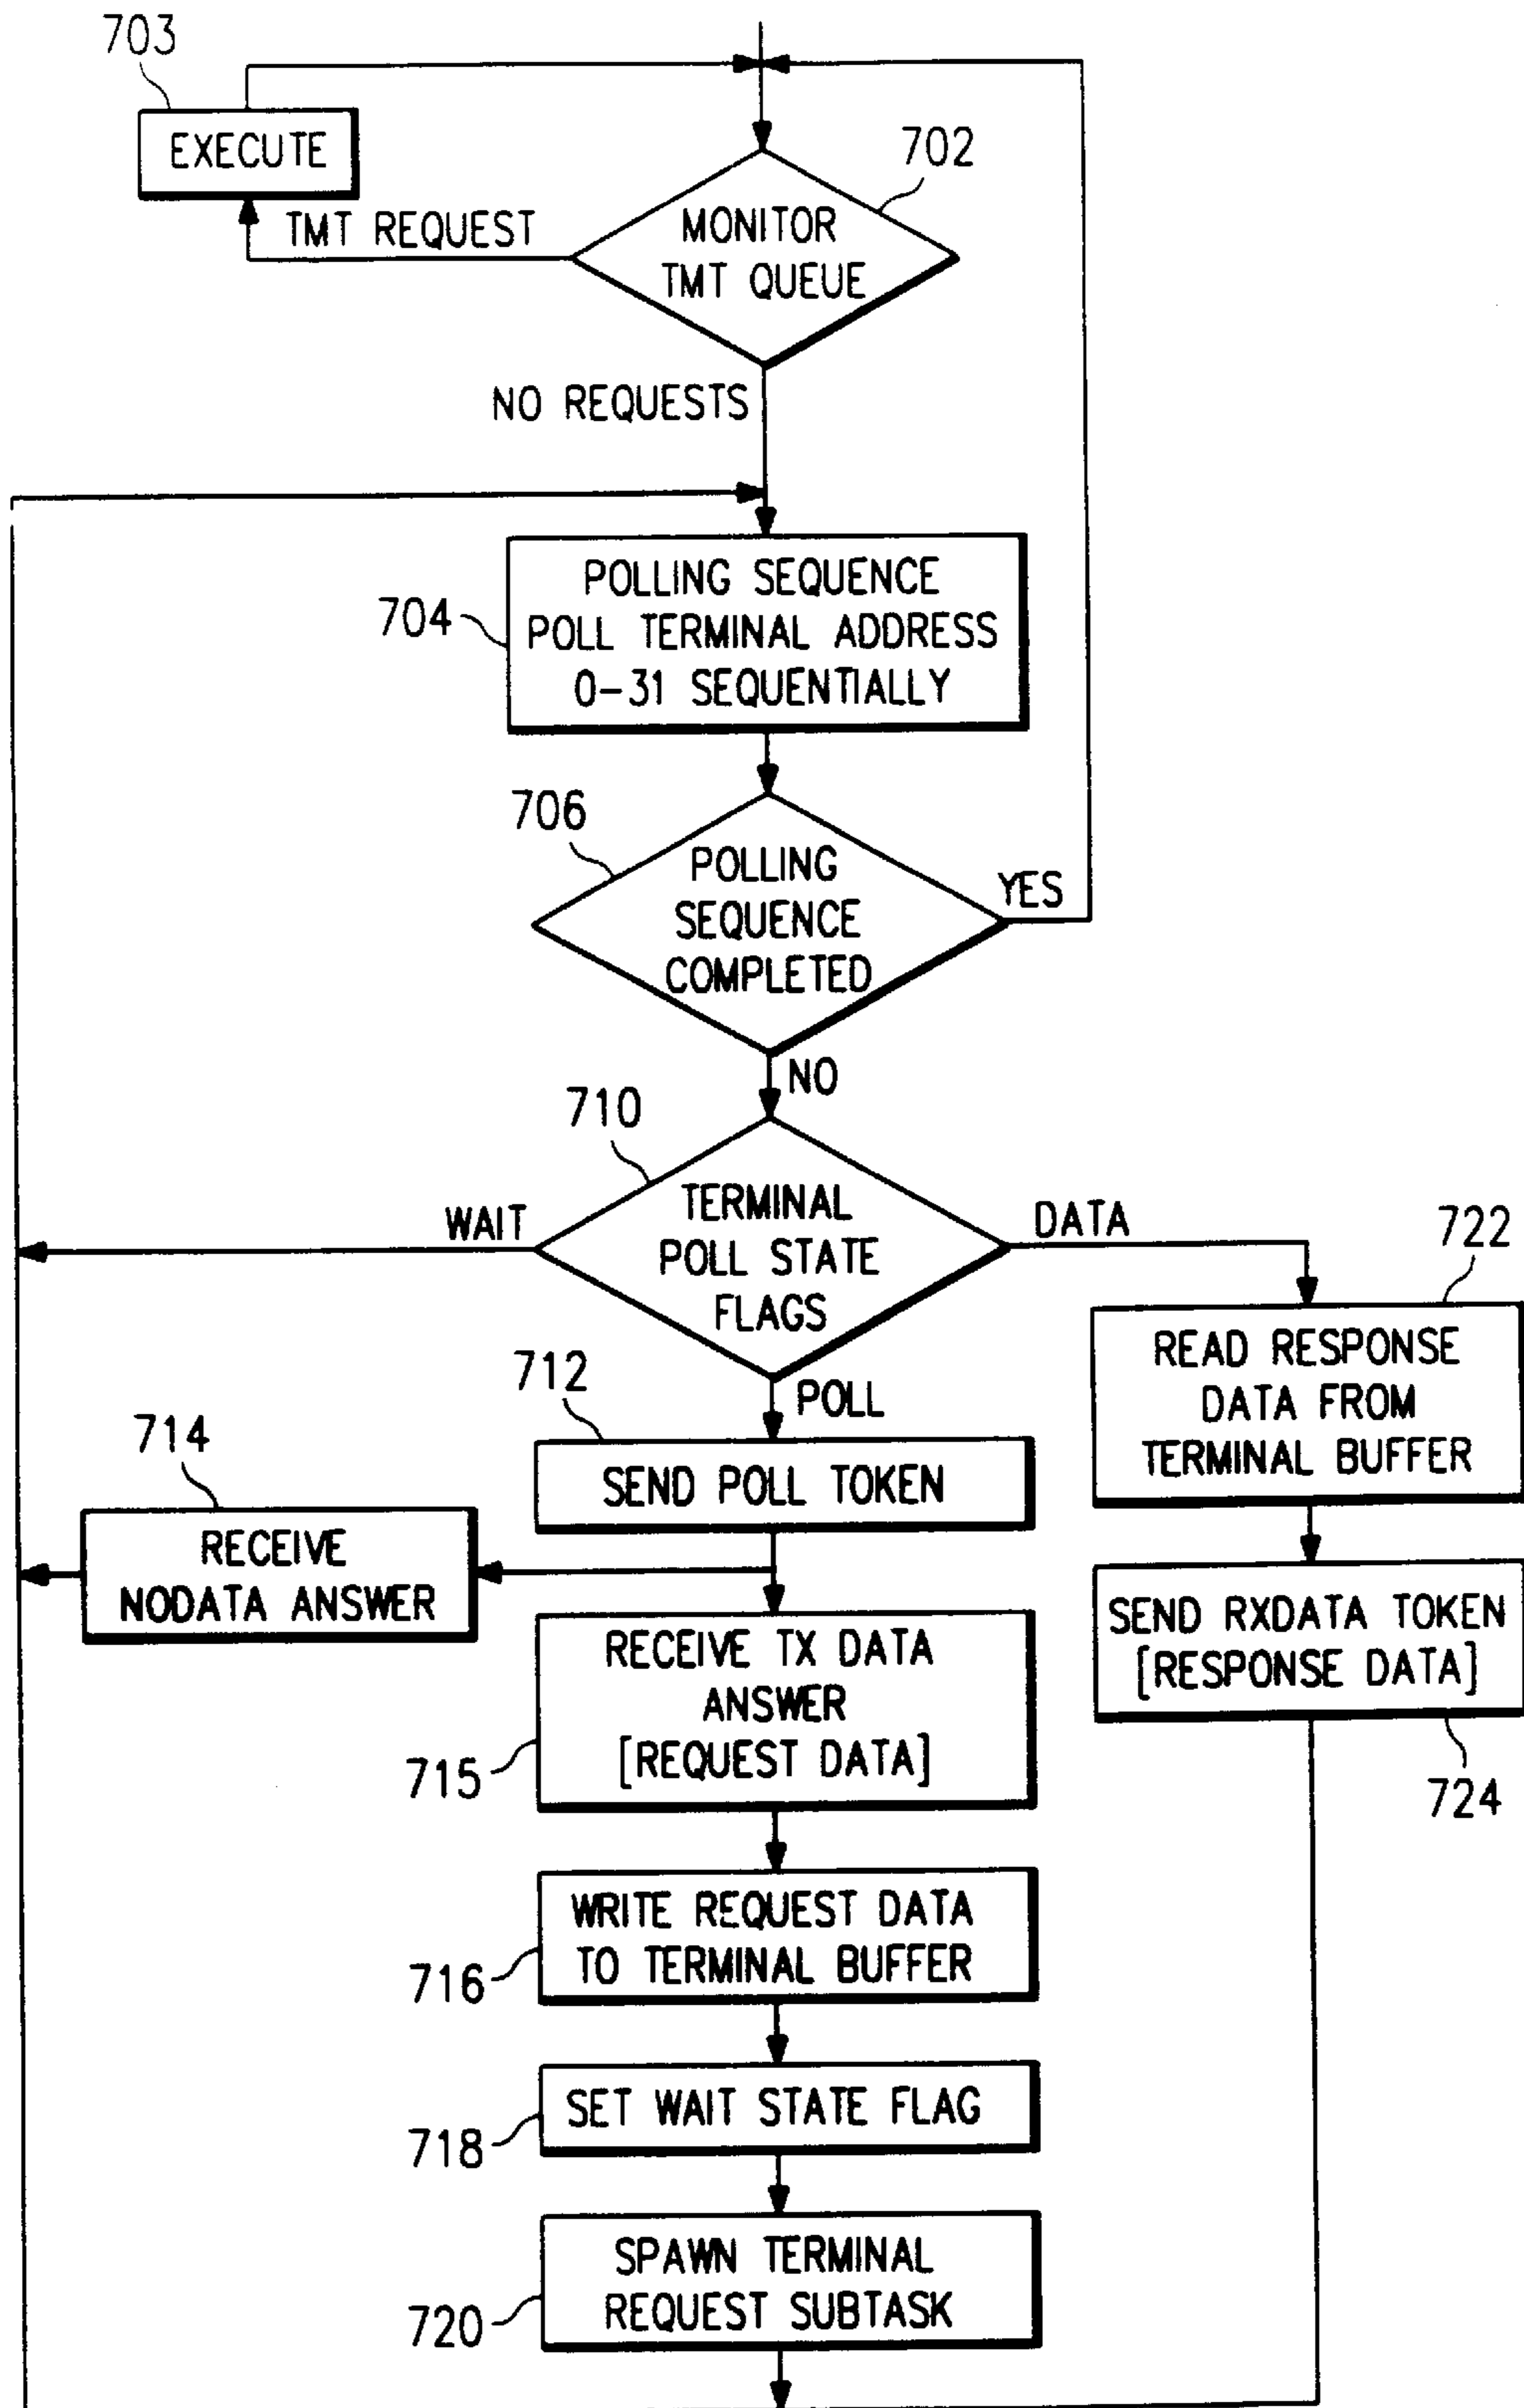 703
EXECUTE
702
TMT REQUEST
MONITOR
TMT QUEUE
NO REQUESTS
704
POLLING SEQUENCE
POLL TERMINAL ADDRESS
0-31 SEQUENTIALLY
706
POLLING
SEQUENCE
COMPLETED
YES
NO
710
WAIT
TERMINAL
POLL STATE
FLAGS
DATA
722
READ RESPONSE
DATA FROM
TERMINAL BUFFER
712
POLL
SEND POLL TOKEN
714
RECEIVE
NODATA ANSWER
SEND RXDATA TOKEN
[RESPONSE DATA]
724
RECEIVE TX DATA
ANSWER
[REQUEST DATA]
715
WRITE REQUEST DATA
TO TERMINAL BUFFER
716
SET WAIT STATE FLAG
718
SPAWN TERMINAL
REQUEST SUBTASK
720